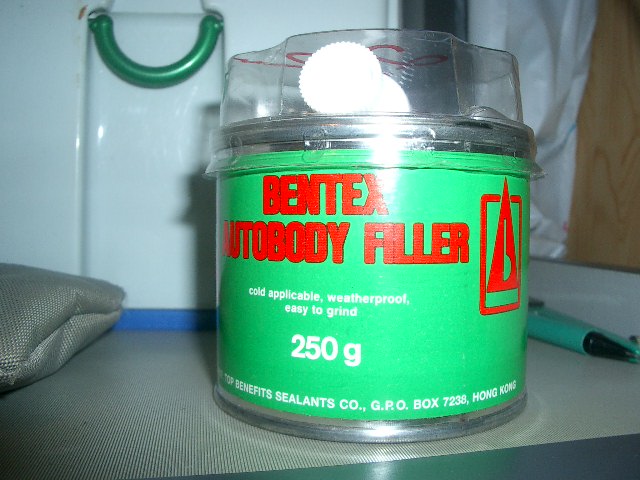 BENTEX
AUTOBODY FILLER
cold applicable, weatherproof,
easy to grind
250 g
TOP BENEFITS SEALANTS CO., G.P.O. BOX 7238, HONG KONG